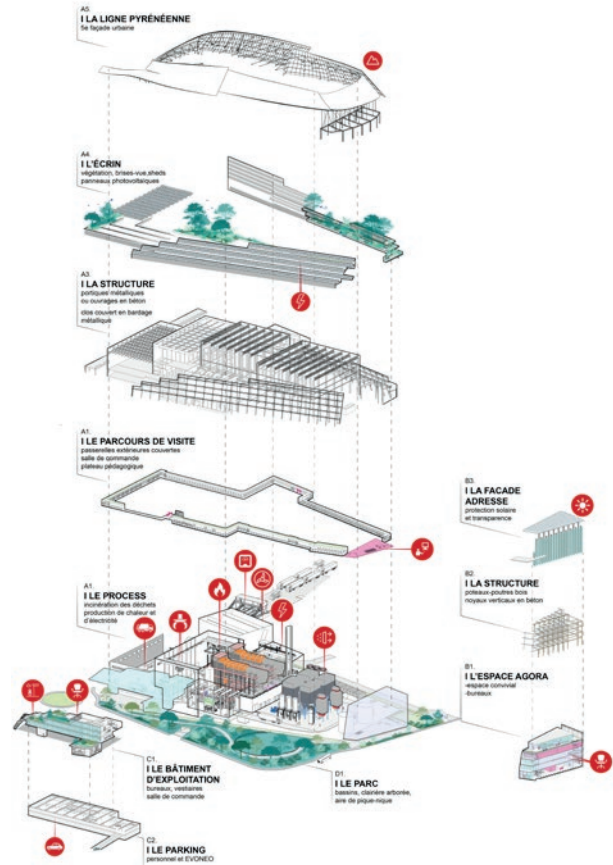 A5.
I LA LIGNE PYRÉNÉENNE
5e façade urbaine
A4.
I L'ÉCRIN
végétation, brises-vue,sheds
panneaux photovoltaïques
A3.
I LA STRUCTURE
portiques métalliques
ou ouvrages en béton
clos couvert en bardage
métallique
A1.
I LE PARCOURS DE VISITE
passerelles extérieures couvertes
salle de commande
plateau pédagogique
A1.
I LE PROCESS
incinération des déchets
production de chaleur et
d'électricité
B3.
I LA FACADE
ADRESSE
protection solaire
et transparence
B2.
I LA STRUCTURE
poteaux-poutres bois
noyaux verticaux en béton
B1.
I L'ESPACE AGORA
-espace convivial
-bureaux
C1.
I LE BÂTIMENT
D'EXPLOITATION
bureaux, vestiaires
salle de commande
D1.
I LE PARC
bassins, clairière arborée,
aire de pique-nique
C2.
I LE PARKING
personnel et EVONEO